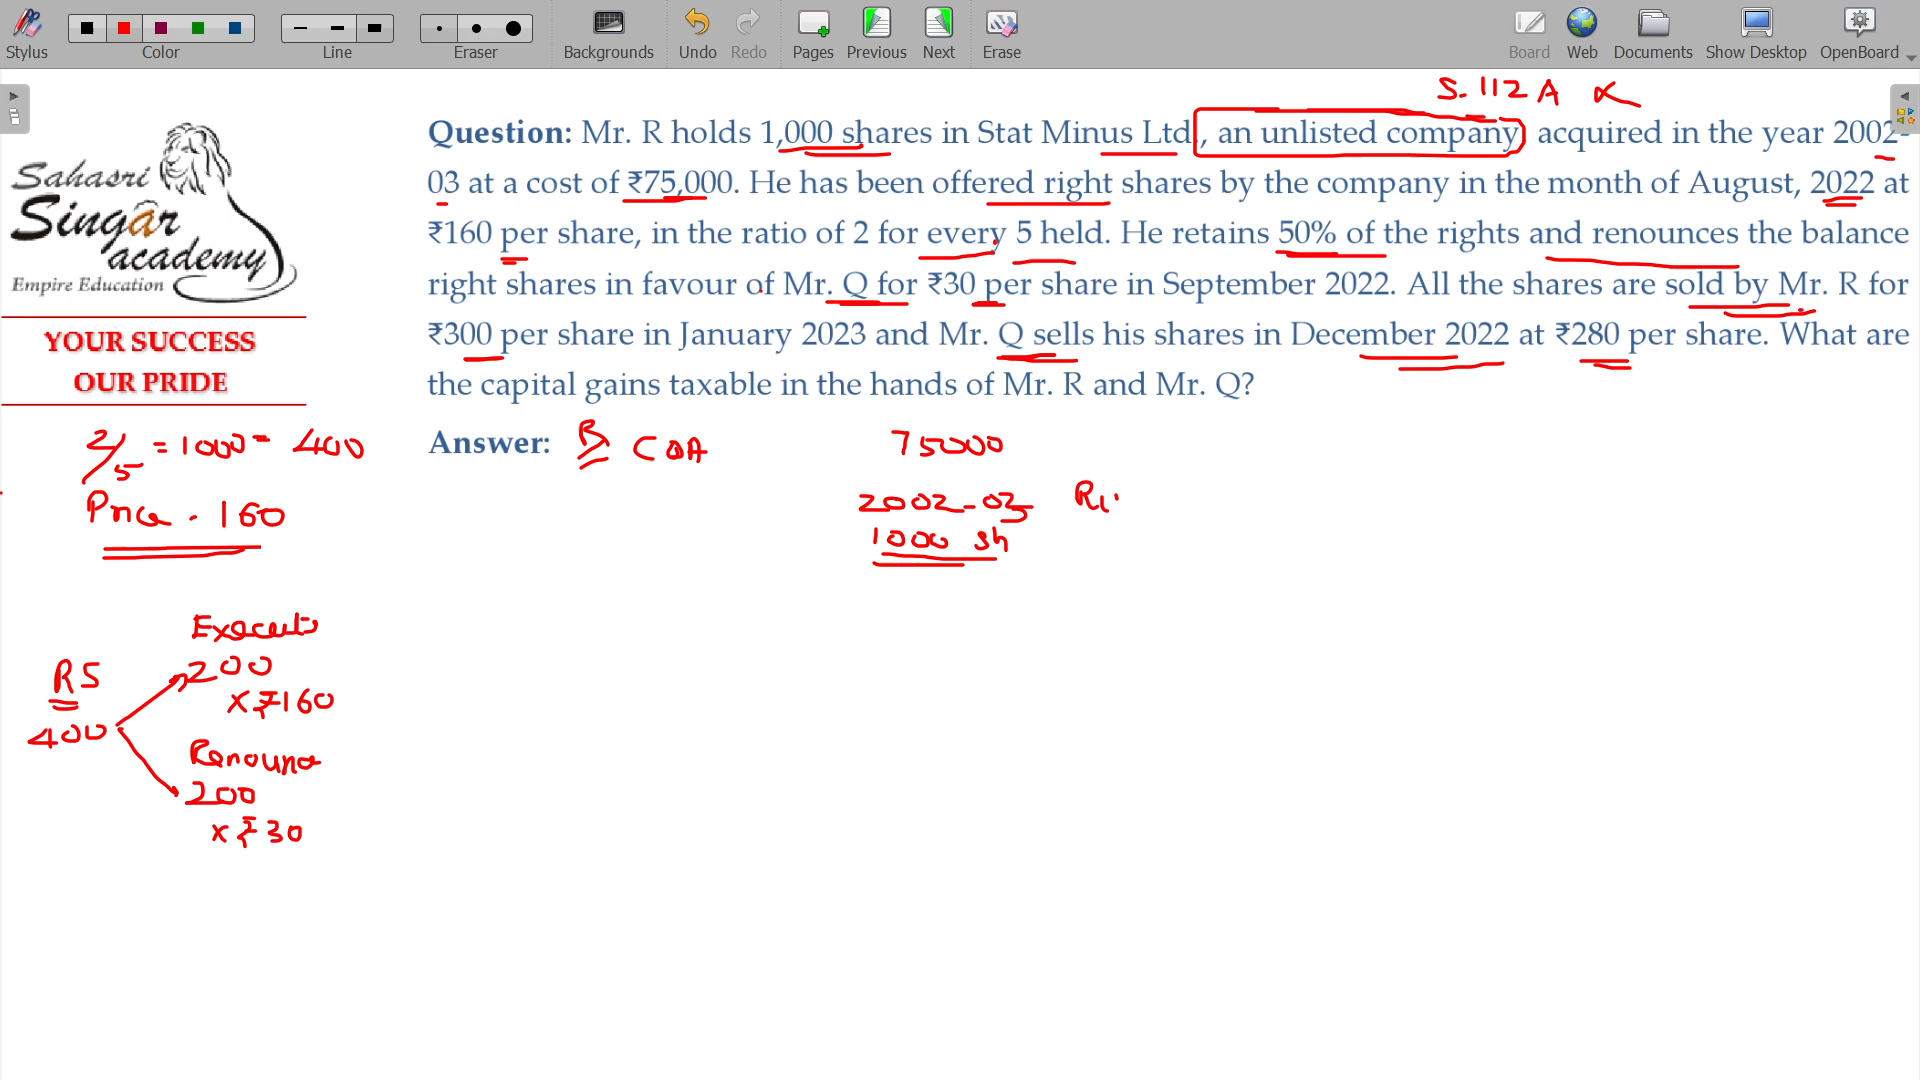 Stylus
Color
Line
Eraser
Backgrounds
Undo
Redo
Pages
Previous
Next
Erase
Board
Web
Documents
Show Desktop
OpenBoard
S. 112 A
Question: Mr. R holds 1,000 shares in Stat Minus Ltd., an unlisted company acquired in the year 2002-
03 at a cost of ₹75,000. He has been offered right shares by the company in the month of August, 2022 at
₹160 per share, in the ratio of 2 for every 5 held. He retains 50% of the rights and renounces the balance
right shares in favour of Mr. Q for ₹30 per share in September 2022. All the shares are sold by Mr. R for
₹300 per share in January 2023 and Mr. Q sells his shares in December 2022 at ₹280 per share. What are
the capital gains taxable in the hands of Mr. R and Mr. Q?
Sahasri
Singar
academy
Empire Education
YOUR SUCCESS
OUR PRIDE
2/5 = 1000 = 400
Price - 160
Answer: R COA 75000
2002-03
1000 sh
RS
400
200
x ₹160
Renounce
200
x ₹30